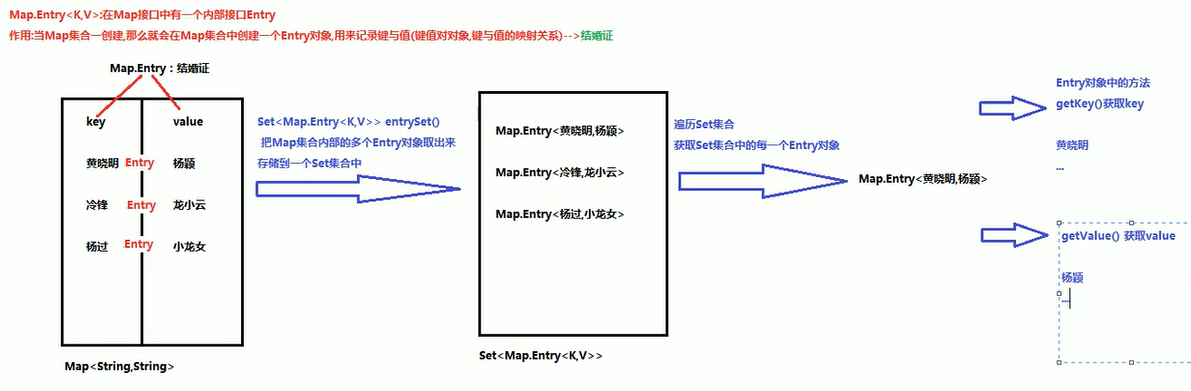 Map.Entry<K,V>:在Map接口中有一个内部接口Entry
作用:当Map集合一创建,那么就会在Map集合中创建一个Entry对象,用来记录键与值(键值对对象,键与值的映射关系)-->结婚证
Map.Entry：结婚证
key value
黄晓明 Entry 杨颖
冷锋 Entry 龙小云
杨过 Entry 小龙女
Map<String,String>
Set<Map.Entry<K,V>> entrySet()
把Map集合内部的多个Entry对象取出来
存储到一个Set集合中
Map.Entry<黄晓明,杨颖>
Map.Entry<冷锋,龙小云>
Map.Entry<杨过,小龙女>
Set<Map.Entry<K,V>>
遍历Set集合
获取Set集合中的每一个Entry对象
Map.Entry<黄晓明,杨颖>
Entry对象中的方法
getKey()获取key
黄晓明
...
getValue() 获取value
杨颖
...